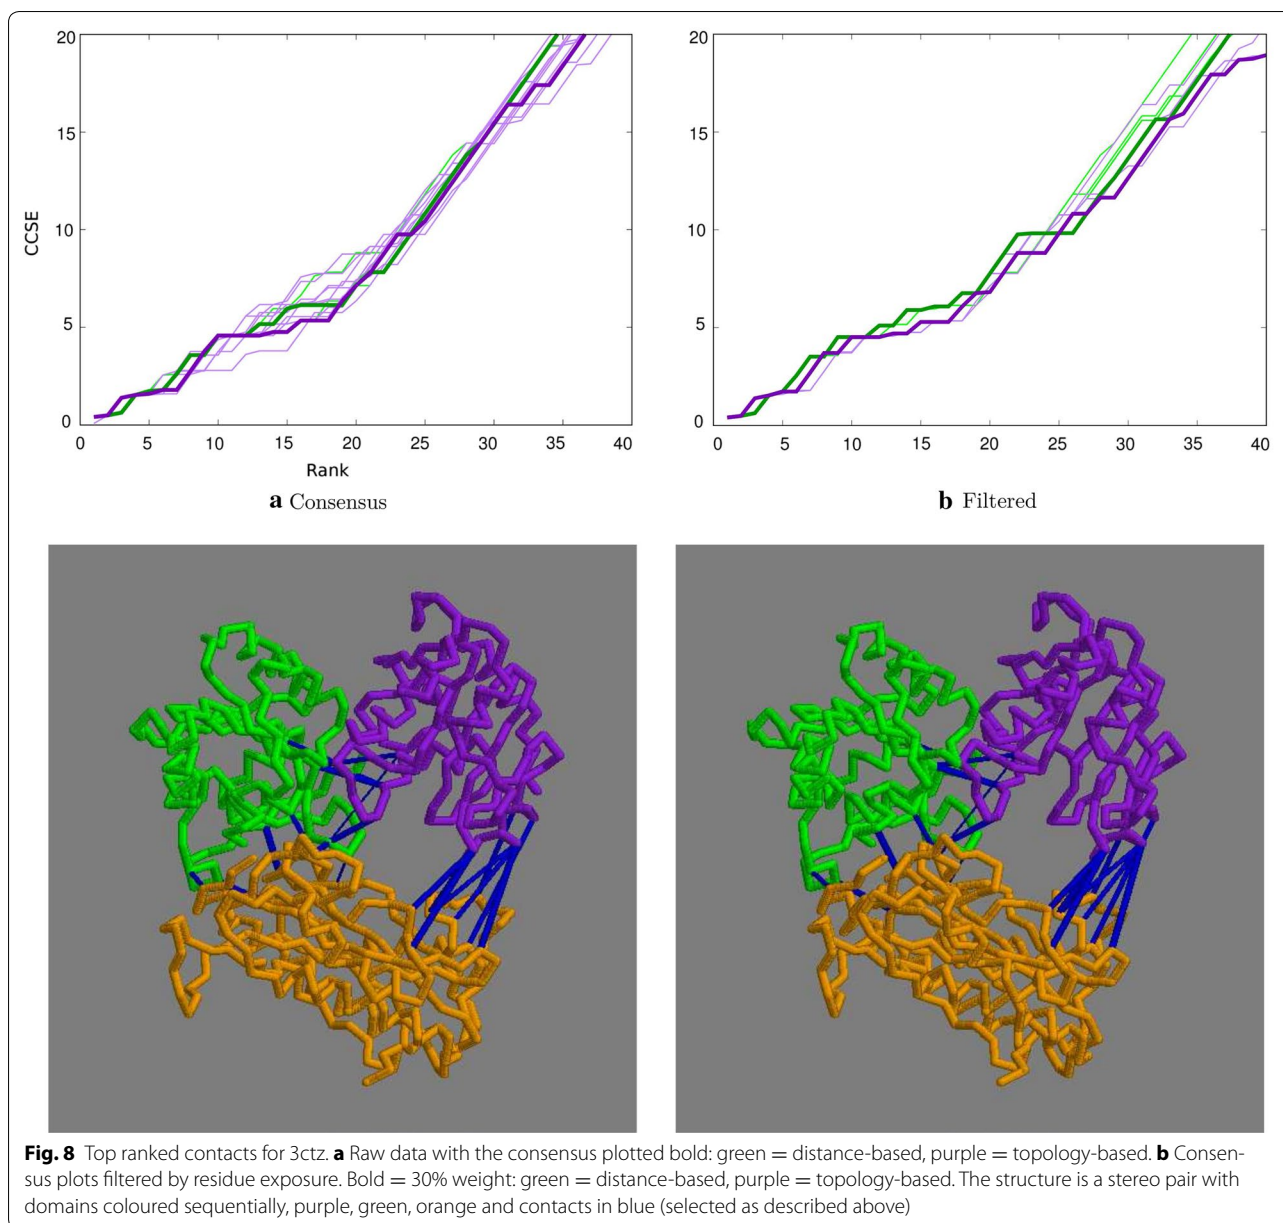 20
15
10
5
0
CCSE
0 5 10 15 20 25 30 35 40
Rank
a Consensus
20
15
10
5
0
0 5 10 15 20 25 30 35 40
b Filtered
Fig. 8 Top ranked contacts for 3ctz. a Raw data with the consensus plotted bold: green = distance-based, purple = topology-based. b Consen-
sus plots filtered by residue exposure. Bold = 30% weight: green = distance-based, purple = topology-based. The structure is a stereo pair with
domains coloured sequentially, purple, green, orange and contacts in blue (selected as described above)